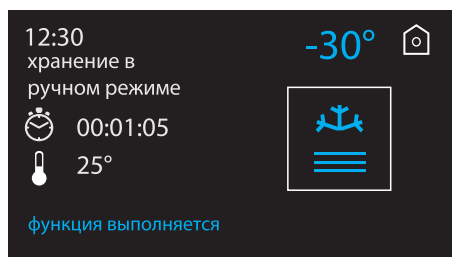 12:30
-30°
хранение в
ручном режиме
00:01:05
25°
функция выполняется